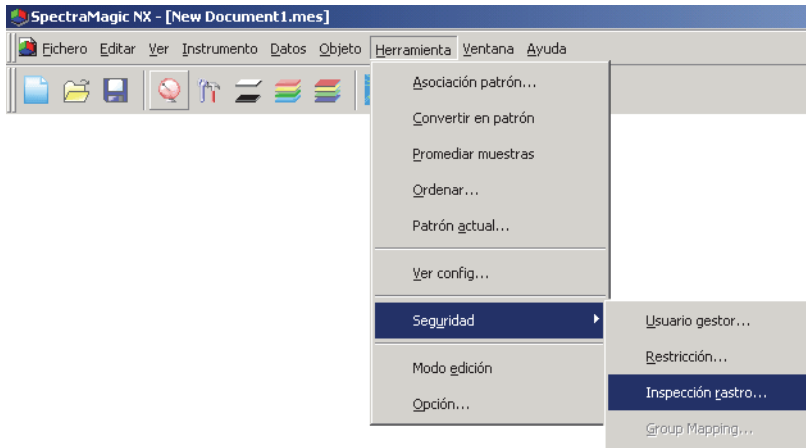 SpectraMagic NX - [New Document1.mes]
Fichero Editar Ver Instrumento Datos Objeto Herramienta Ventana Ayuda
Asociación patrón...
Convertir en patrón
Promediar muestras
Ordenar...
Patrón actual...
Ver config...
Seguridad
Usuario gestor...
Restricción...
Modo edición
Inspección rastro...
Opción...
Group Mapping...